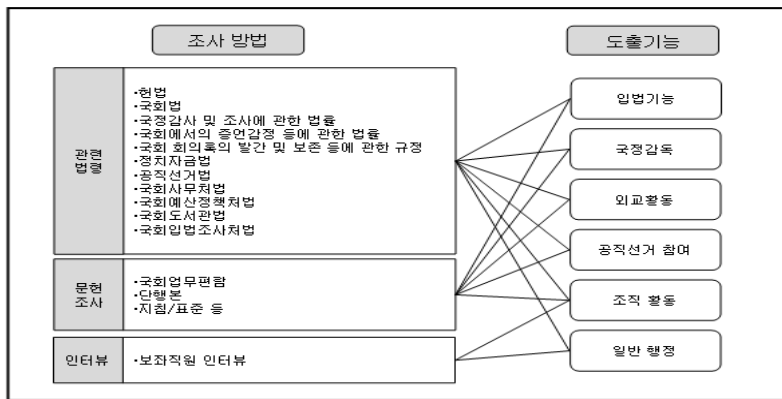 조사 방법
도출기능
관련
법령
·헌법
·국회법
·국정감사 및 조사에 관한 법률
·국회에서의 증언감정 등에 관한 법률
·국회 회의록의 발간 및 보존 등에 관한 규정
·정치자금법
·공직선거법
·국회사무처법
·국회예산정책처법
·국회도서관법
·국회입법조사처법
문헌
조사
·국회업무편람
·단행본
·지침/표준 등
인터뷰
·보좌직원 인터뷰
입법기능
국정감독
외교활동
공직선거 참여
조직 활동
일반 행정